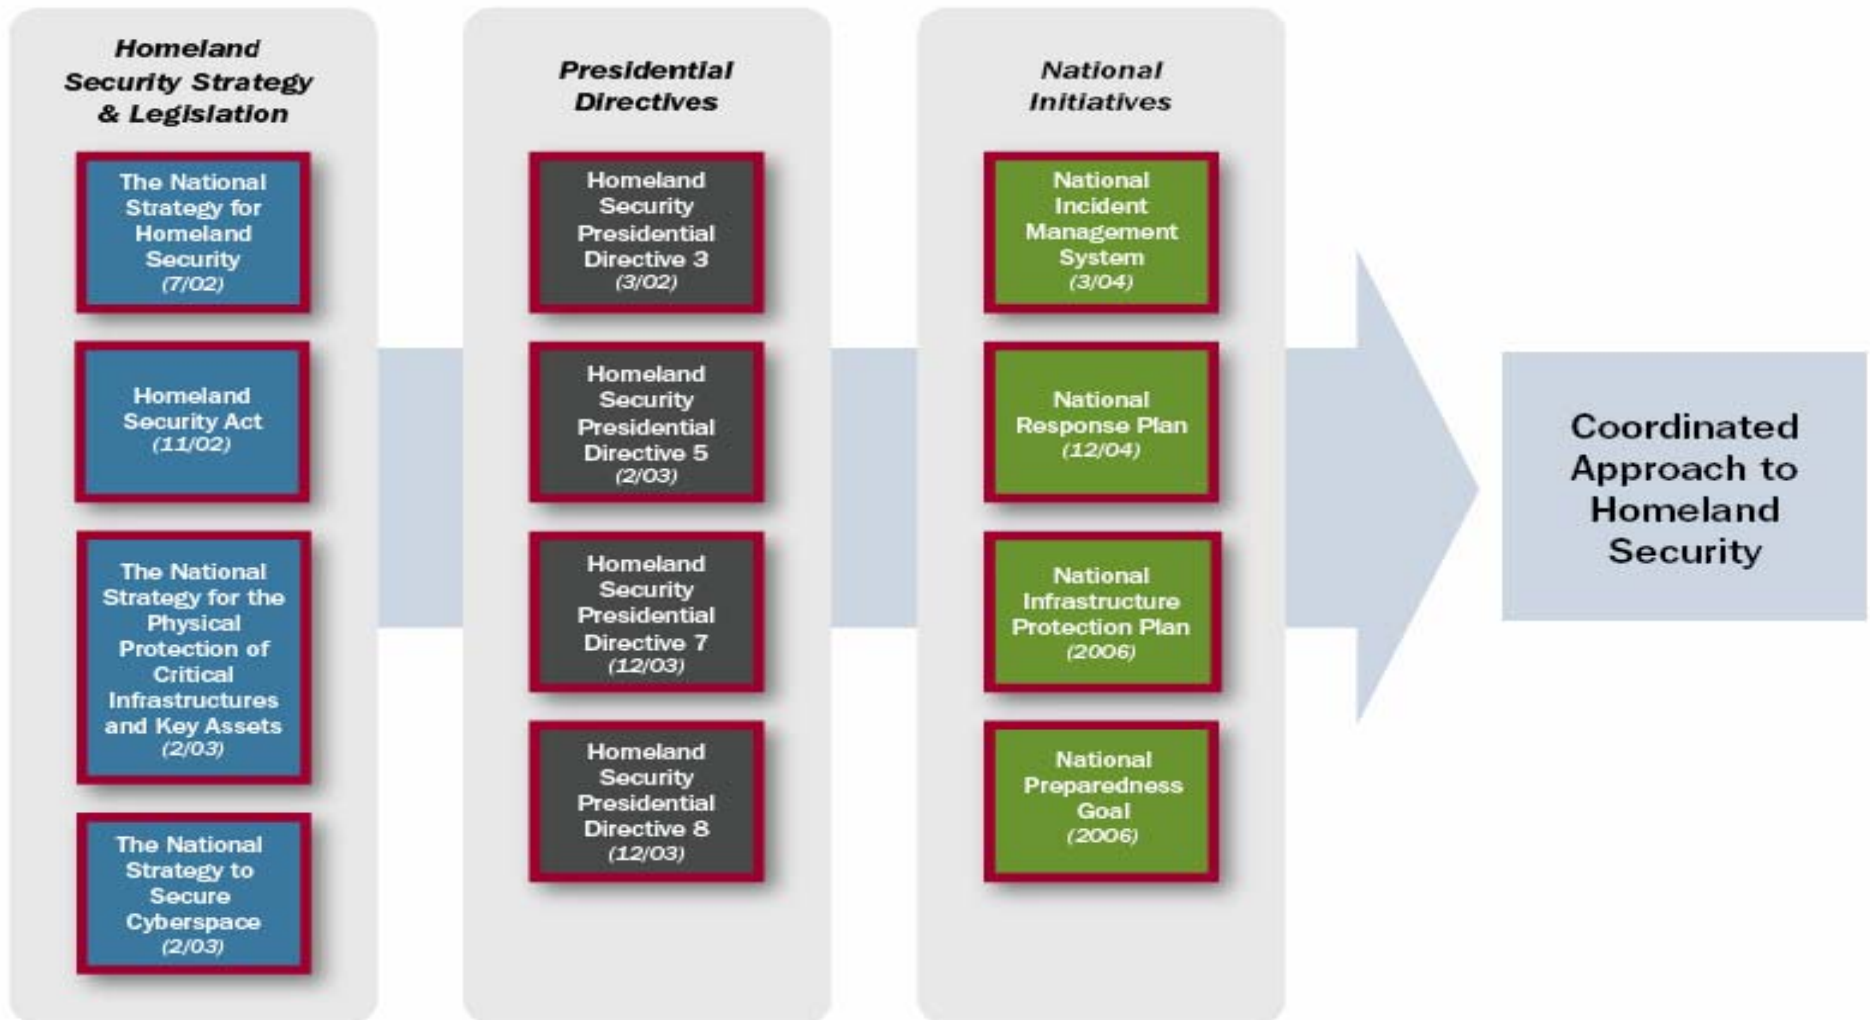 Homeland
Security Strategy
& Legislation
The National
Strategy for
Homeland
Security
(7/02)
Homeland
Security Act
(11/02)
The National
Strategy for the
Physical
Protection of
Critical
Infrastructures
and Key Assets
(2/03)
The National
Strategy to
Secure
Cyberspace
(2/03)
Presidential
Directives
Homeland
Security
Presidential
Directive 3
(3/02)
Homeland
Security
Presidential
Directive 5
(2/03)
Homeland
Security
Presidential
Directive 7
(12/03)
Homeland
Security
Presidential
Directive 8
(12/03)
National
Initiatives
National
Incident
Management
System
(3/04)
National
Response Plan
(12/04)
National
Infrastructure
Protection Plan
(2006)
National
Preparedness
Goal
(2006)
Coordinated
Approach to
Homeland
Security